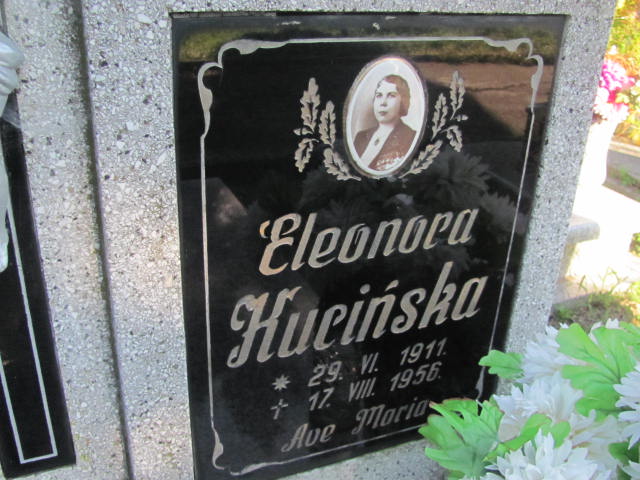 Eleonora
Kucińska
* 29. VI. 1911.
† 17. VIII. 1956.
Ave Maria